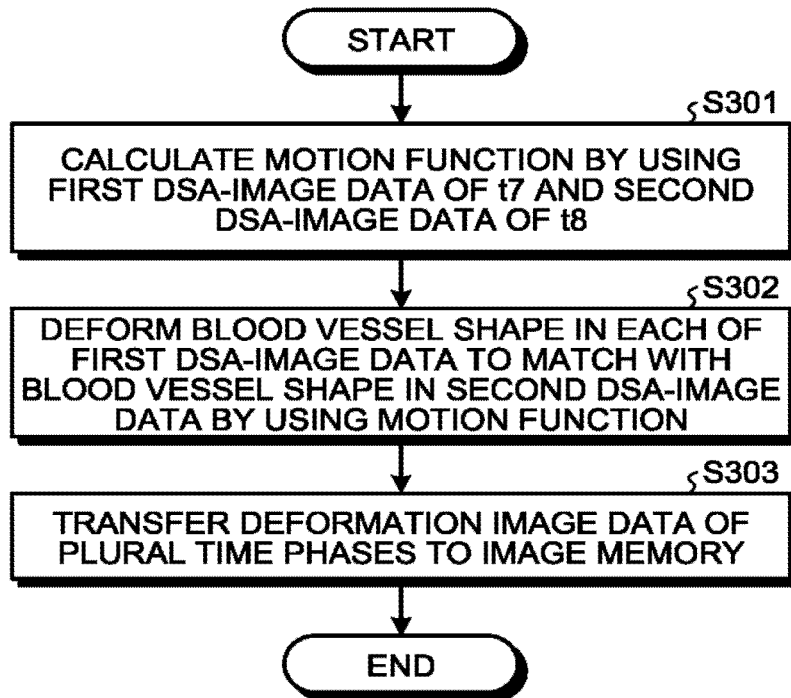 START
S301
CALCULATE MOTION FUNCTION BY USING
FIRST DSA-IMAGE DATA OF t7 AND SECOND
DSA-IMAGE DATA OF t8
S302
DEFORM BLOOD VESSEL SHAPE IN EACH OF
FIRST DSA-IMAGE DATA TO MATCH WITH
BLOOD VESSEL SHAPE IN SECOND DSA-IMAGE
DATA BY USING MOTION FUNCTION
S303
TRANSFER DEFORMATION IMAGE DATA OF
PLURAL TIME PHASES TO IMAGE MEMORY
END